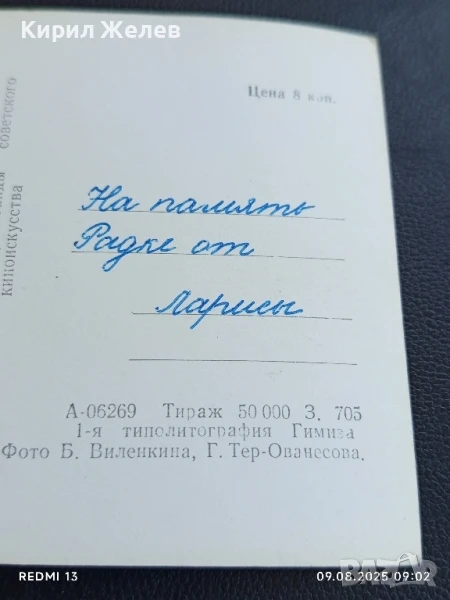 Кирил Желев
советского
киноискусства
Цена 8 коп.
На память
Радке от
Ларисы
А-06269 Тираж 50 000 З. 705
1-я типолитография Гимиза
Фото Б. Виленкина, Г. Тер-Ованесова.
REDMI 13
09.08.2025 09:02
BAZAR